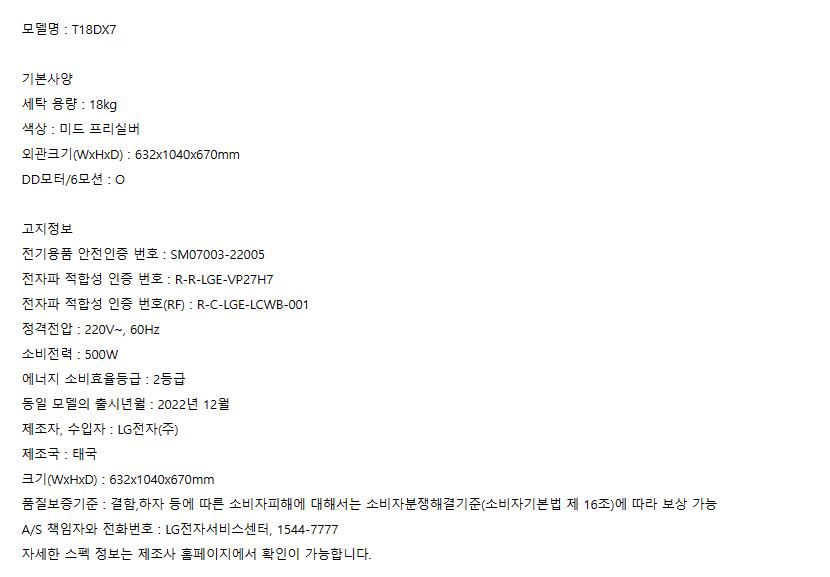 모델명 : T18DX7
기본사양
세탁 용량 : 18kg
색상 : 미드 프리실버
외관크기(WxHxD) : 632x1040x670mm
DD모터/6모션 : O
고지정보
전기용품 안전인증 번호 : SM07003-22005
전자파 적합성 인증 번호 : R-R-LGE-VP27H7
전자파 적합성 인증 번호(RF) : R-C-LGE-LCWB-001
정격전압 : 220V~, 60Hz
소비전력 : 500W
에너지 소비효율등급 : 2등급
동일 모델의 출시년월 : 2022년 12월
제조자, 수입자 : LG전자(주)
제조국 : 태국
크기(WxHxD) : 632x1040x670mm
품질보증기준 : 결함,하자 등에 따른 소비자피해에 대해서는 소비자분쟁해결기준(소비자기본법 제 16조)에 따라 보상 가능
A/S 책임자와 전화번호 : LG전자서비스센터, 1544-7777
자세한 스펙 정보는 제조사 홈페이지에서 확인이 가능합니다.